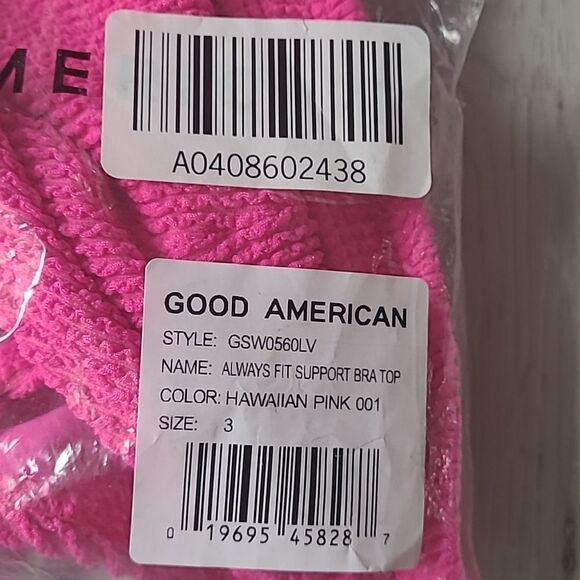 ME
A0408602438
GOOD AMERICAN
STYLE: GSW0560LV
NAME: ALWAYS FIT SUPPORT BRA TOP
COLOR: HAWAIIAN PINK 001
SIZE: 3
0 19695 45828 7